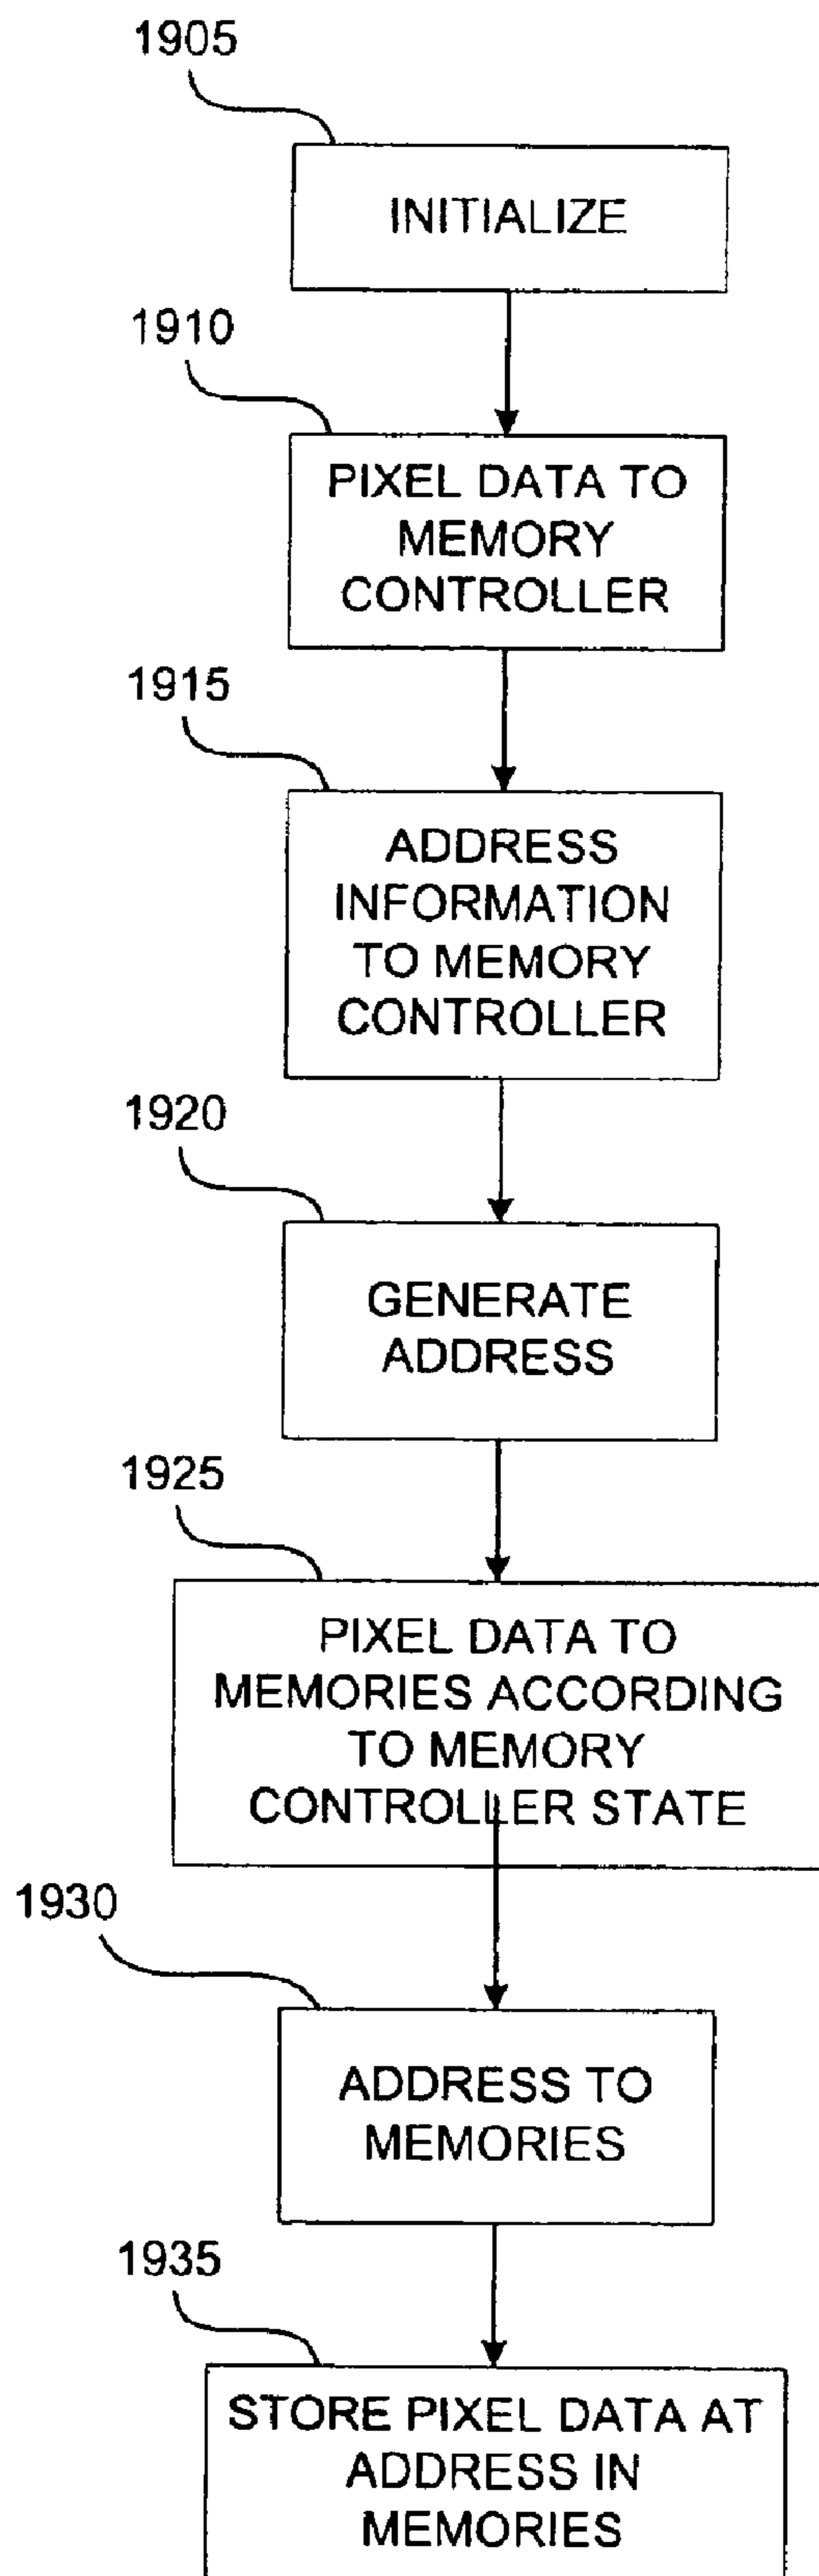 1905
INITIALIZE
1910
PIXEL DATA TO
MEMORY
CONTROLLER
1915
ADDRESS
INFORMATION
TO MEMORY
CONTROLLER
1920
GENERATE
ADDRESS
1925
PIXEL DATA TO
MEMORIES ACCORDING
TO MEMORY
CONTROLLER STATE
1930
ADDRESS TO
MEMORIES
1935
STORE PIXEL DATA AT
ADDRESS IN
MEMORIES